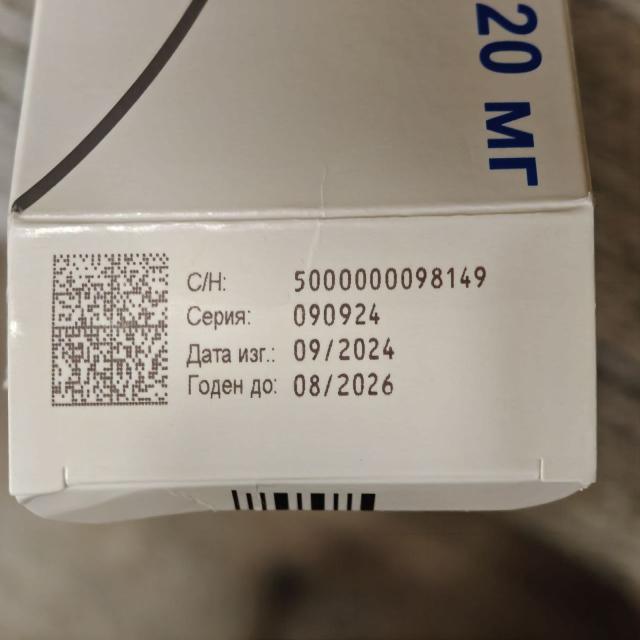 20 МГ
С/Н: 5000000098149
Серия: 090924
Дата изг.: 09/2024
Годен до: 08/2026